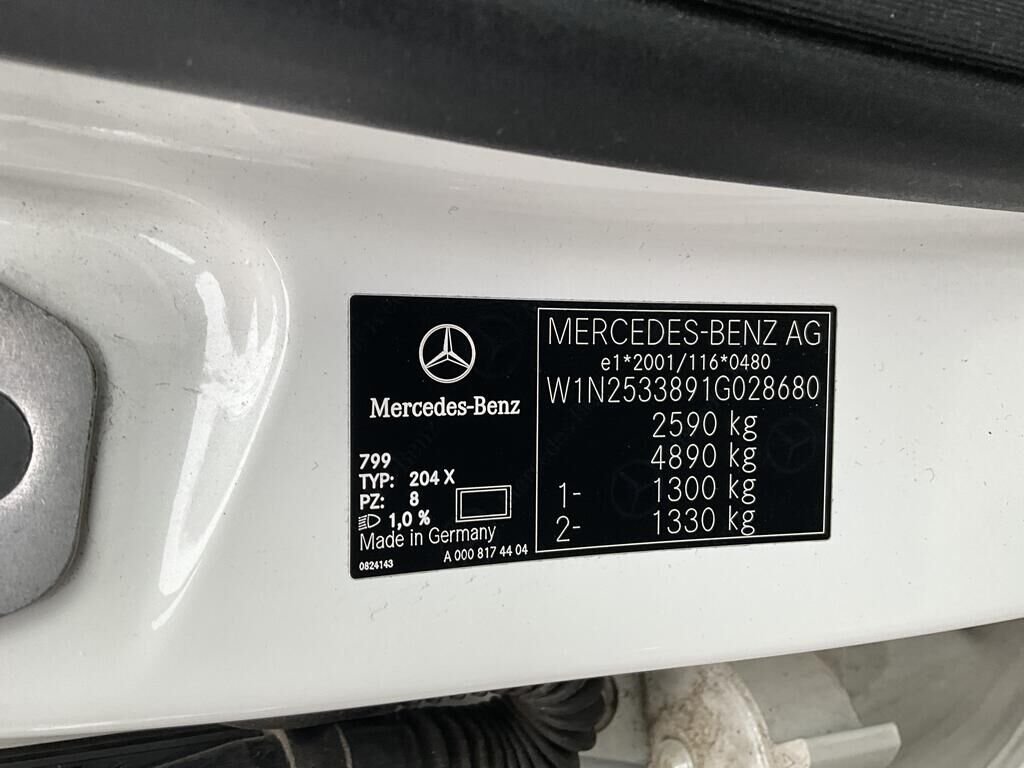 Mercedes-Benz
799
TYP: 204 X
PZ: 8
1,0 %
Made in Germany
0824143
A 000 817 44 04
MERCEDES-BENZ AG
e1*2001/116*0480
W1N2533891G028680
2590 kg
4890 kg
1- 1300 kg
2- 1330 kg